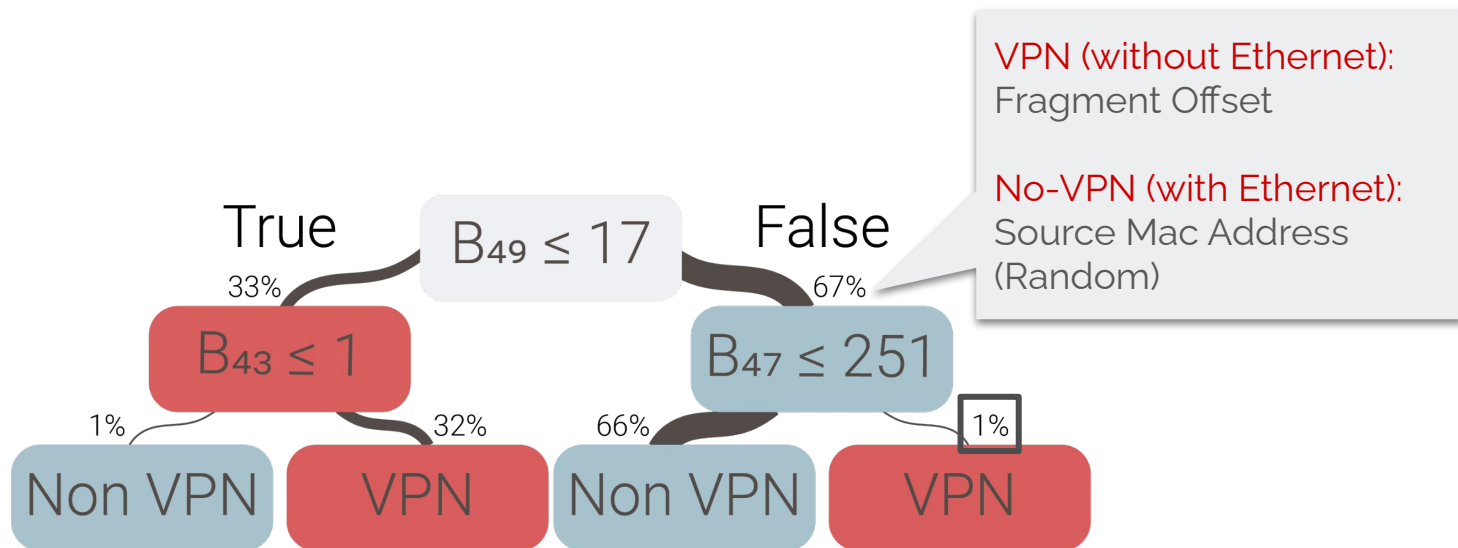 VPN (without Ethernet):
Fragment Offset
No-VPN (with Ethernet):
Source Mac Address
(Random)
True
B₄₉ ≤ 17
False
33%
67%
B₄₃ ≤ 1
B₄₇ ≤ 251
1%
32%
66%
1%
Non VPN
VPN
Non VPN
VPN